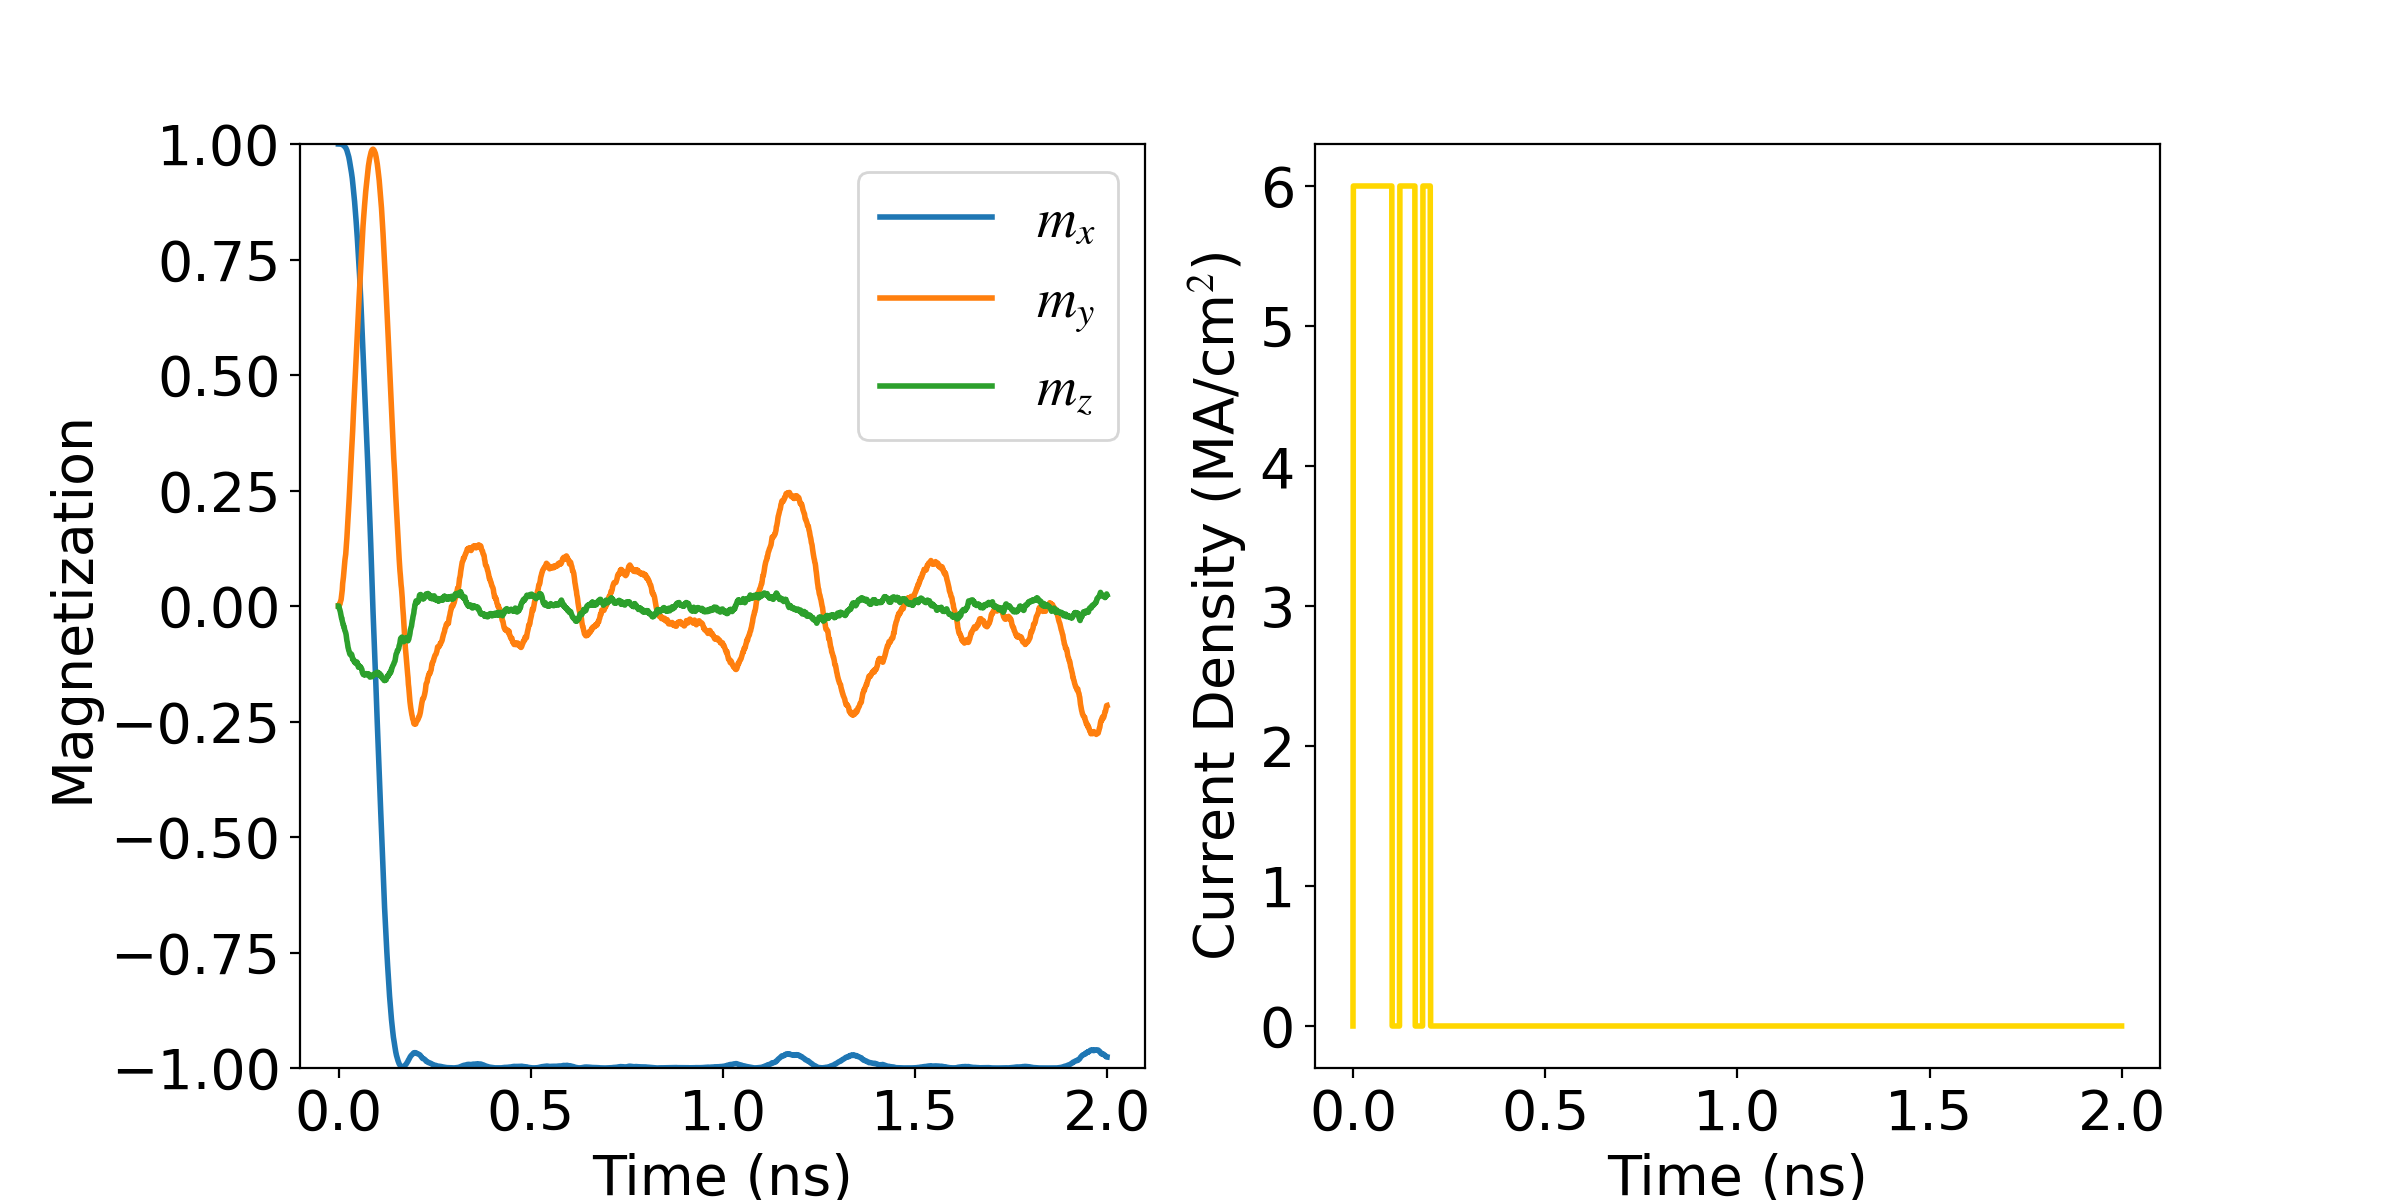 1.00
0.75
0.50
0.25
0.00
−0.25
−0.50
−0.75
−1.00
Magnetization
0.0 0.5 1.0 1.5 2.0
Time (ns)
m_x
m_y
m_z
6
5
4
3
2
1
0
Current Density (MA/cm²)
0.0 0.5 1.0 1.5 2.0
Time (ns)